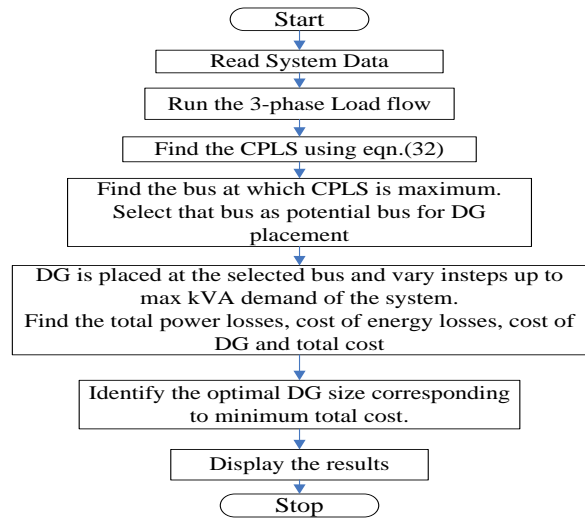 Start
Read System Data
Run the 3-phase Load flow
Find the CPLS using eqn.(32)
Find the bus at which CPLS is maximum.
Select that bus as potential bus for DG
placement
DG is placed at the selected bus and vary insteps up to
max kVA demand of the system.
Find the total power losses, cost of energy losses, cost of
DG and total cost
Identify the optimal DG size corresponding
to minimum total cost.
Display the results
Stop